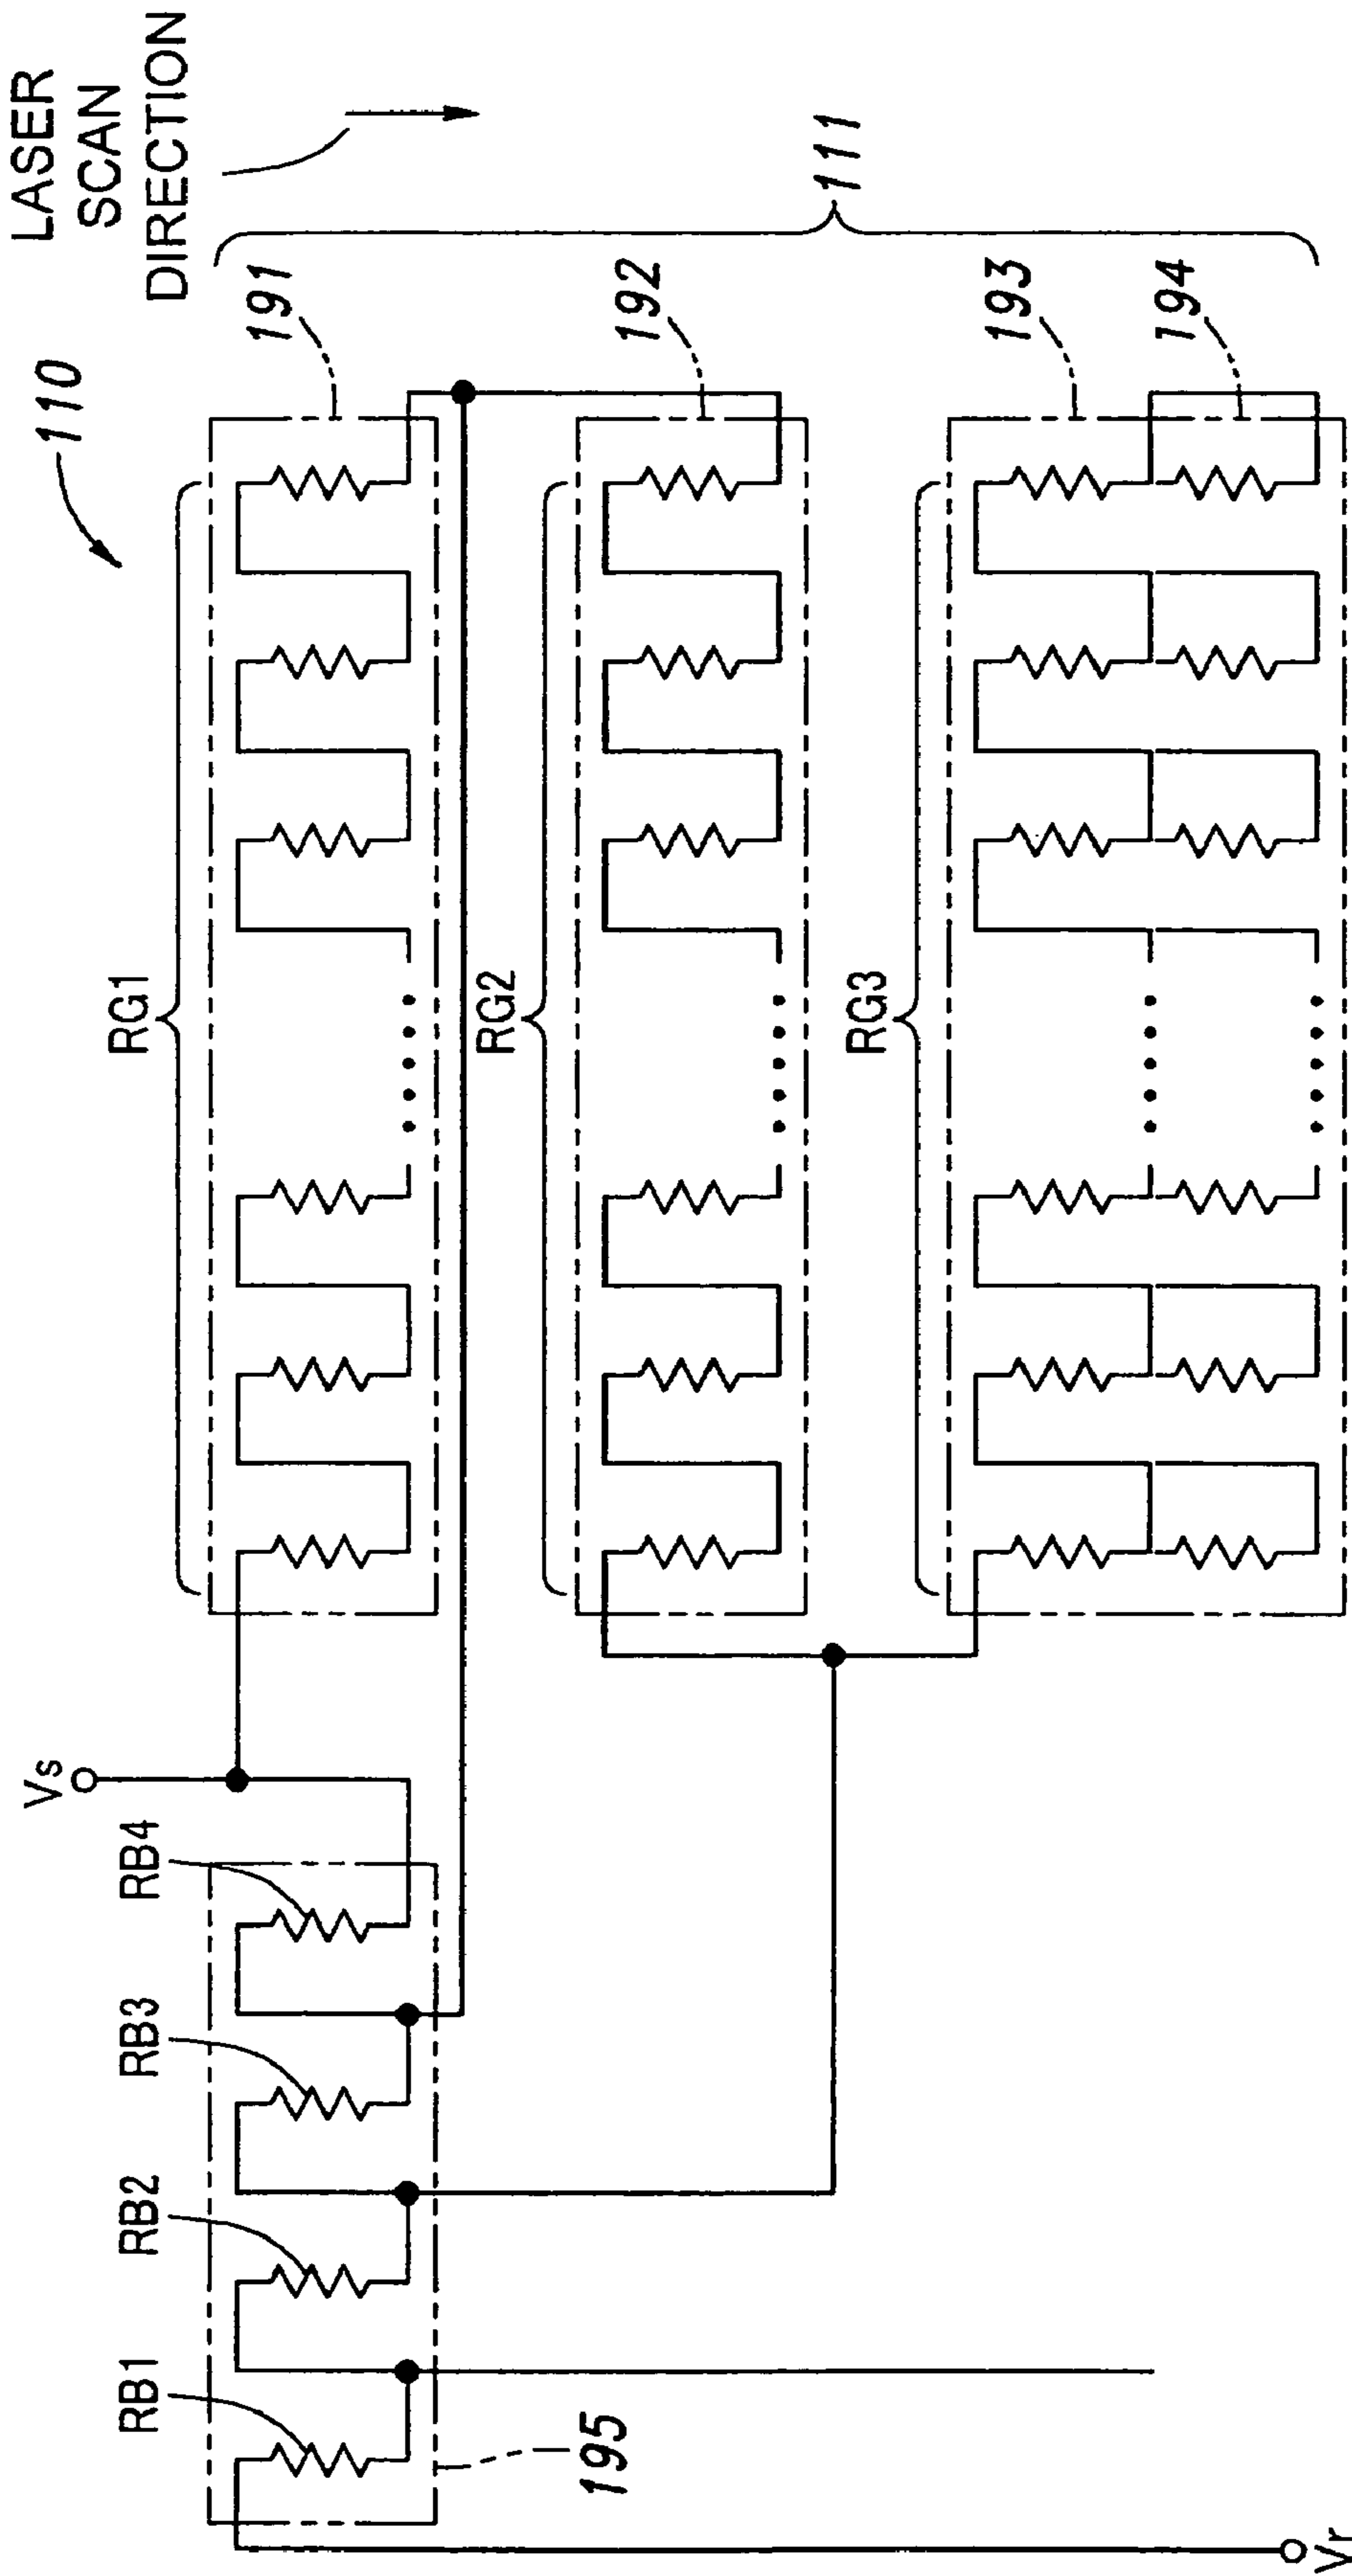 LASER
SCAN
DIRECTION
110
111
191
192
193
194
RG1
RG2
RG3
Vs
RB4
RB3
RB2
RB1
195
Vr